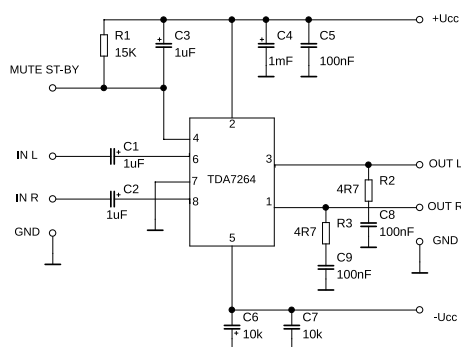 +Ucc
R1
15K
C3
1uF
C4
1mF
C5
100nF
MUTE ST-BY
2
4
C1
IN L
1uF
6
TDA7264
3
OUT L
7
R2
4R7
IN R
C2
1uF
8
1
OUT R
R3
4R7
C8
100nF
GND
GND
5
C9
100nF
C6
10k
C7
10k
-Ucc